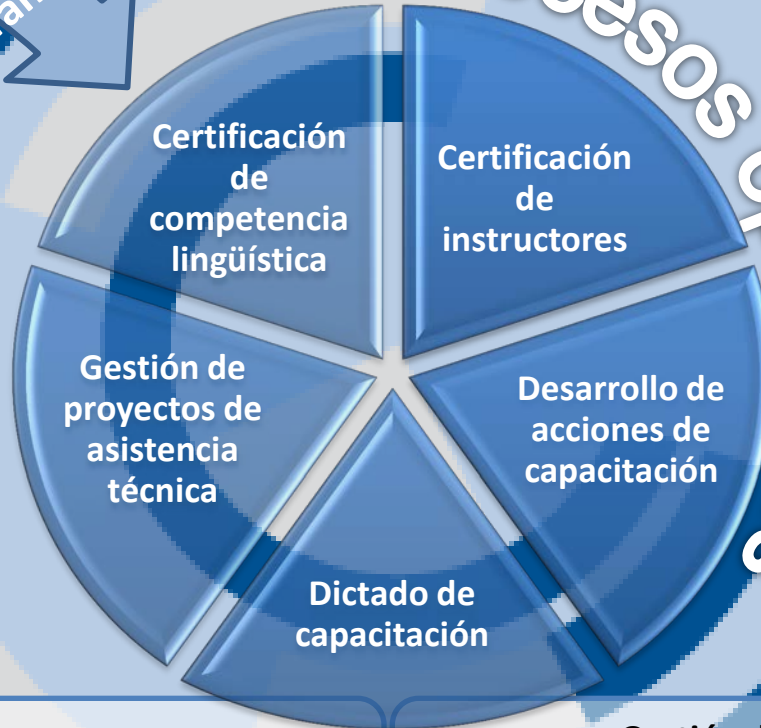 Certificación
de
competencia
lingüística
Certificación
de
instructores
Desarrollo de
acciones de
capacitación
Dictado de
capacitación
Gestión de
proyectos de
asistencia
técnica